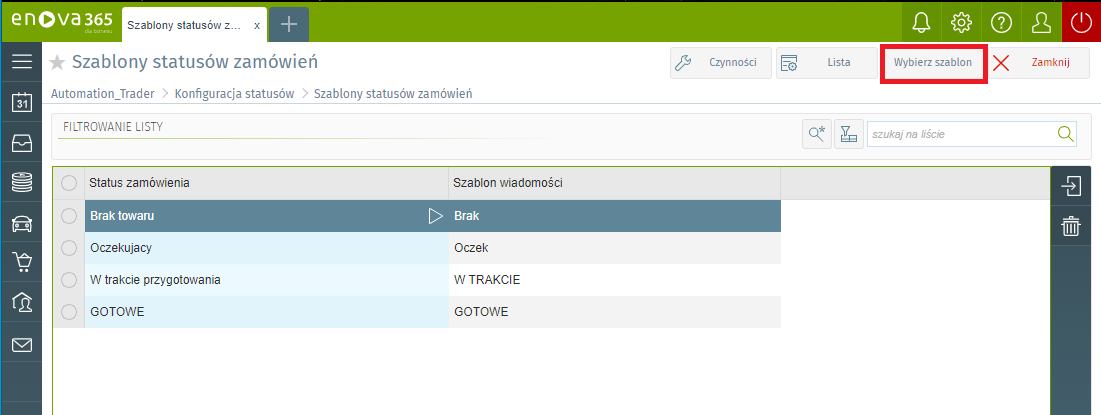 enova365
dla biznesu
Szablony statusów z... x
Szablony statusów zamówień
Czynności
Lista
Wybierz szablon
Zamknij
Automation_Trader > Konfiguracja statusów > Szablony statusów zamówień
FILTROWANIE LISTY
szukaj na liście
31
Status zamówienia Szablon wiadomości
Brak towaru Brak
Oczekujacy Oczek
W trakcie przygotowania W TRAKCIE
GOTOWE GOTOWE